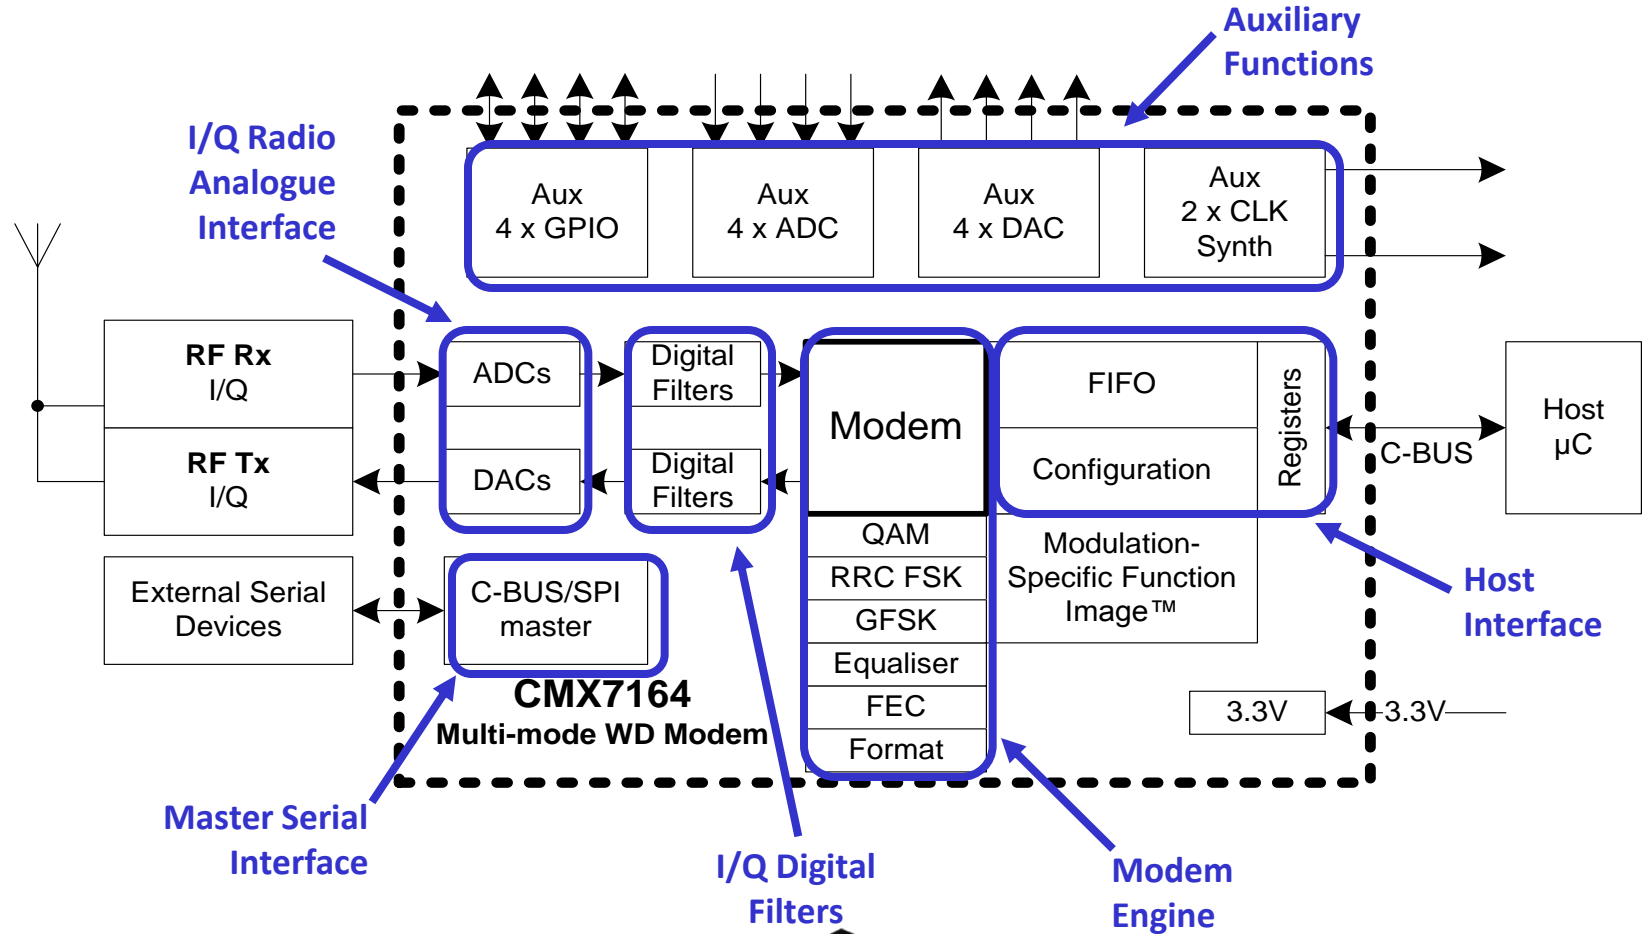 Auxiliary
Functions
I/Q Radio
Analogue
Interface
Aux
4 x GPIO
Aux
4 x ADC
Aux
4 x DAC
Aux
2 x CLK
Synth
RF Rx
I/Q
RF Tx
I/Q
ADCs
DACs
Digital
Filters
Digital
Filters
Modem
FIFO
Configuration
Registers
C-BUS
Host
µC
QAM
RRC FSK
GFSK
Equaliser
FEC
Format
Modulation-
Specific Function
Image™
External Serial
Devices
C-BUS/SPI
master
CMX7164
Multi-mode WD Modem
3.3V
3.3V
Host
Interface
Master Serial
Interface
I/Q Digital
Filters
Modem
Engine